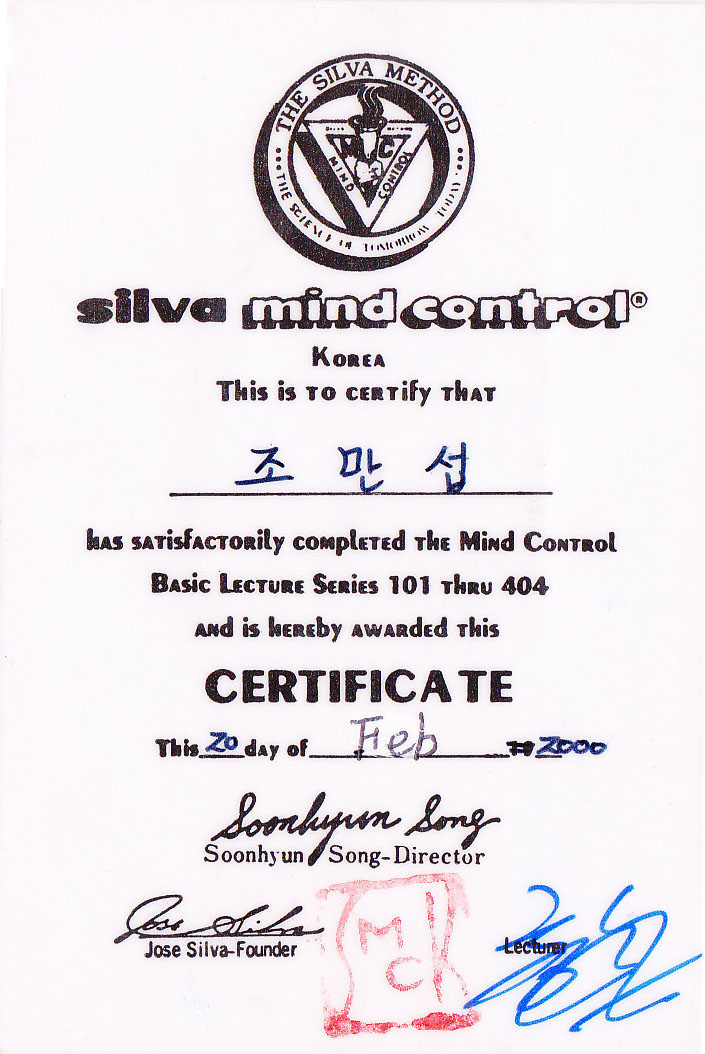 THE SILVA METHOD
MC
MIND CONTROL
THE SCIENCE OF TOMORROW TODAY
silva mind control®
KOREA
This is to certify that
조 만 섭
has satisfactorily completed the Mind Control
Basic Lecture Series 101 thru 404
and is hereby awarded this
CERTIFICATE
This 20 day of Feb 2000
Soonhyun Song
Soonhyun Song-Director
Jose Silva
Jose Silva-Founder
MC
Lecturer